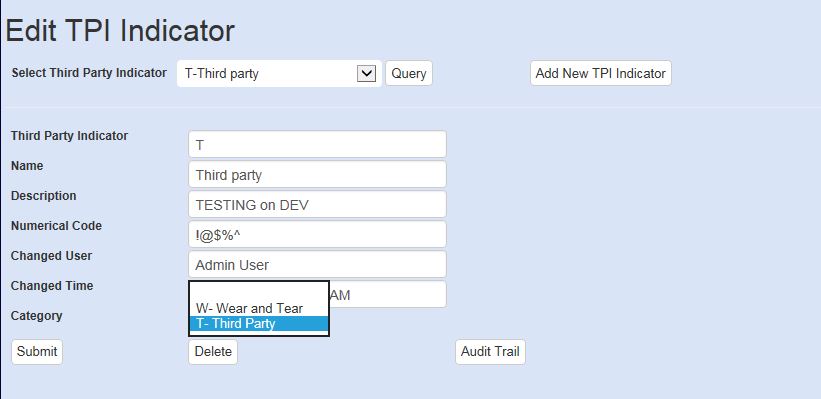 Edit TPI Indicator
Select Third Party Indicator T-Third party Query Add New TPI Indicator
Third Party Indicator T
Name Third party
Description TESTING on DEV
Numerical Code !@$%^
Changed User Admin User
Changed Time AM
W- Wear and Tear
Category T- Third Party
Submit Delete Audit Trail